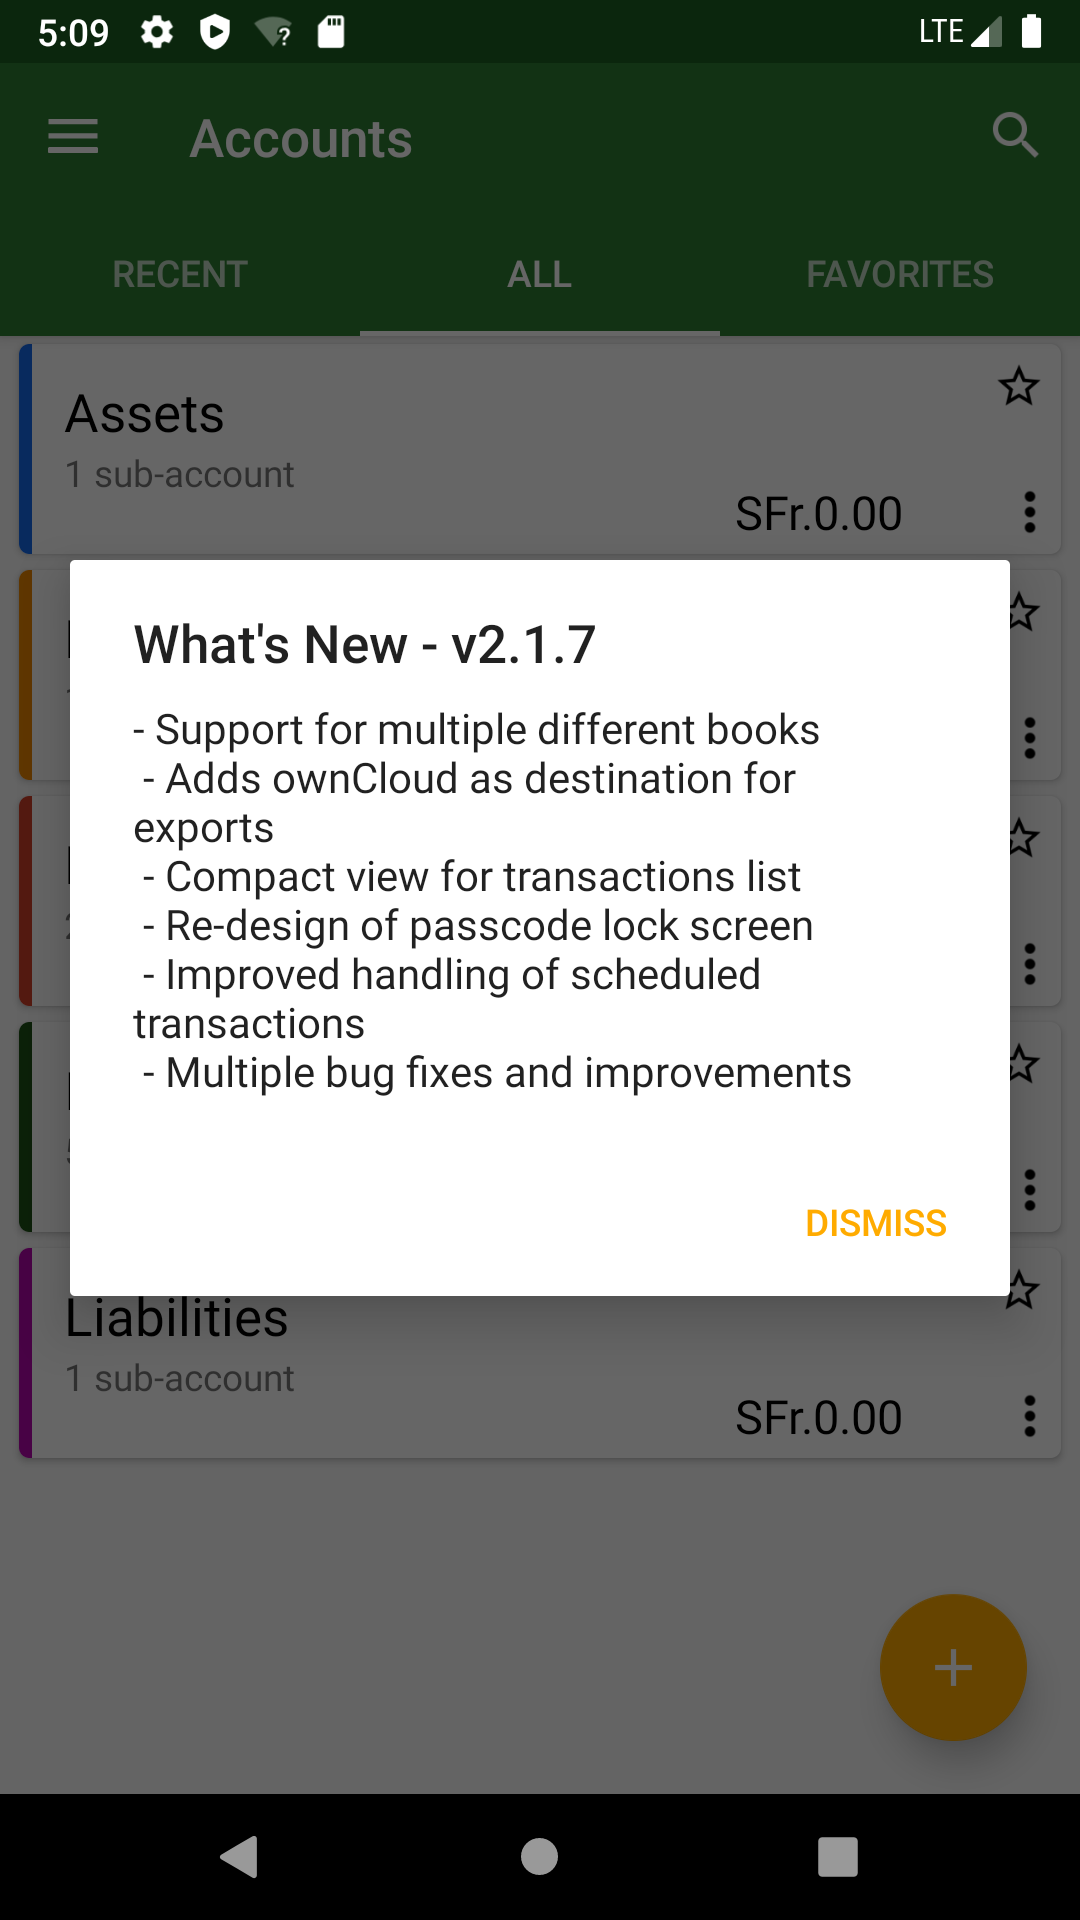 5:09
LTE
Accounts
RECENT
ALL
FAVORITES
Assets
1 sub-account
SFr.0.00
What's New - v2.1.7
- Support for multiple different books
- Adds ownCloud as destination for
exports
- Compact view for transactions list
- Re-design of passcode lock screen
- Improved handling of scheduled
transactions
- Multiple bug fixes and improvements
DISMISS
Liabilities
1 sub-account
SFr.0.00